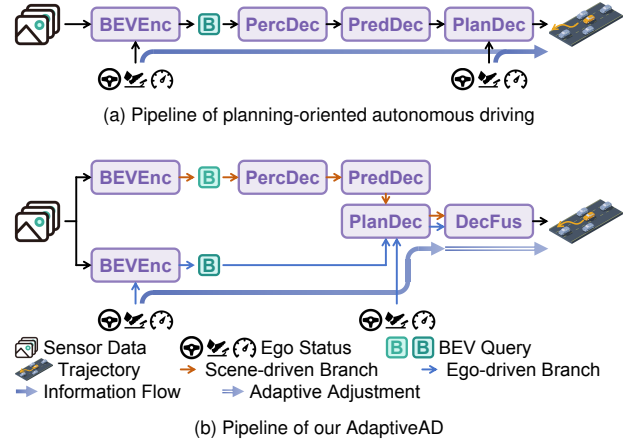 BEVEnc B PercDec PredDec PlanDec
(a) Pipeline of planning-oriented autonomous driving
BEVEnc B PercDec PredDec
PlanDec DecFus
BEVEnc B
Sensor Data Ego Status B B BEV Query
Trajectory Scene-driven Branch Ego-driven Branch
Information Flow Adaptive Adjustment
(b) Pipeline of our AdaptiveAD